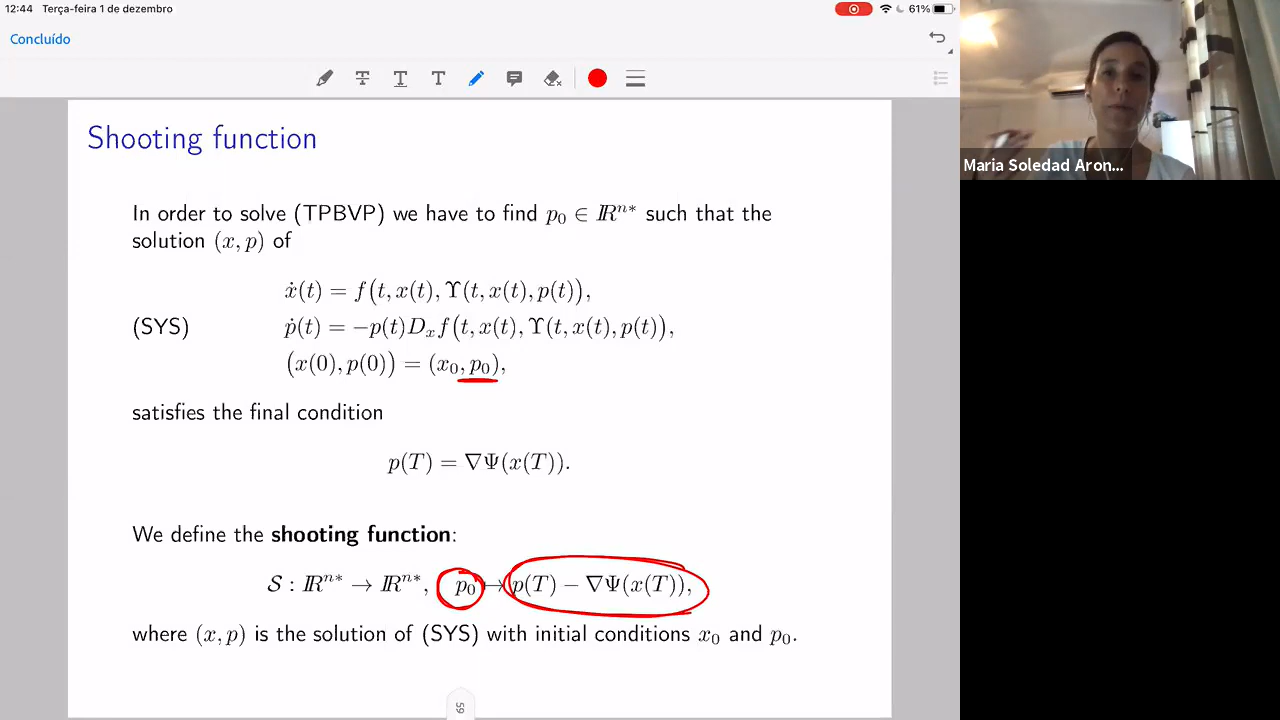 12:44 Terça-feira 1 de dezembro 61%
Concluído
Shooting function
In order to solve (TPBVP) we have to find p₀ ∈ ℝⁿ* such that the
solution (x, p) of
ẋ(t) = f(t, x(t), ϒ(t, x(t), p(t)),
(SYS) ṗ(t) = −p(t)Dₓf(t, x(t), ϒ(t, x(t), p(t)),
(x(0), p(0)) = (x₀, p₀),
satisfies the final condition
p(T) = ∇Ψ(x(T)).
We define the shooting function:
𝒮 : ℝⁿ* → ℝⁿ*, p₀ ↦ p(T) − ∇Ψ(x(T)),
where (x, p) is the solution of (SYS) with initial conditions x₀ and p₀.
59
Maria Soledad Aron...